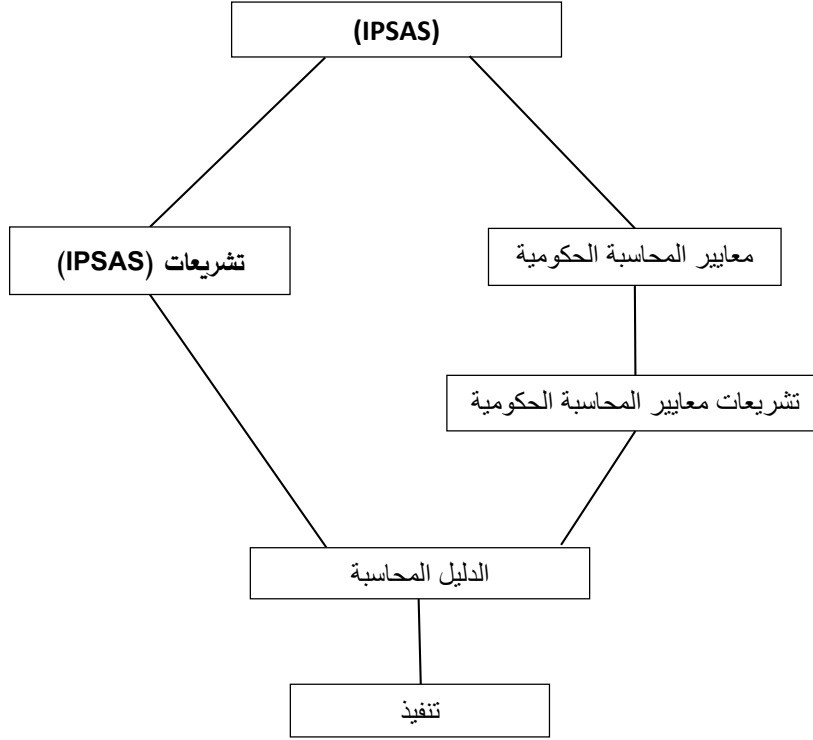 (IPSAS)
معايير المحاسبة الحكومية
تشريعات (IPSAS)
تشريعات معايير المحاسبة الحكومية
الدليل المحاسبة
تنفيذ